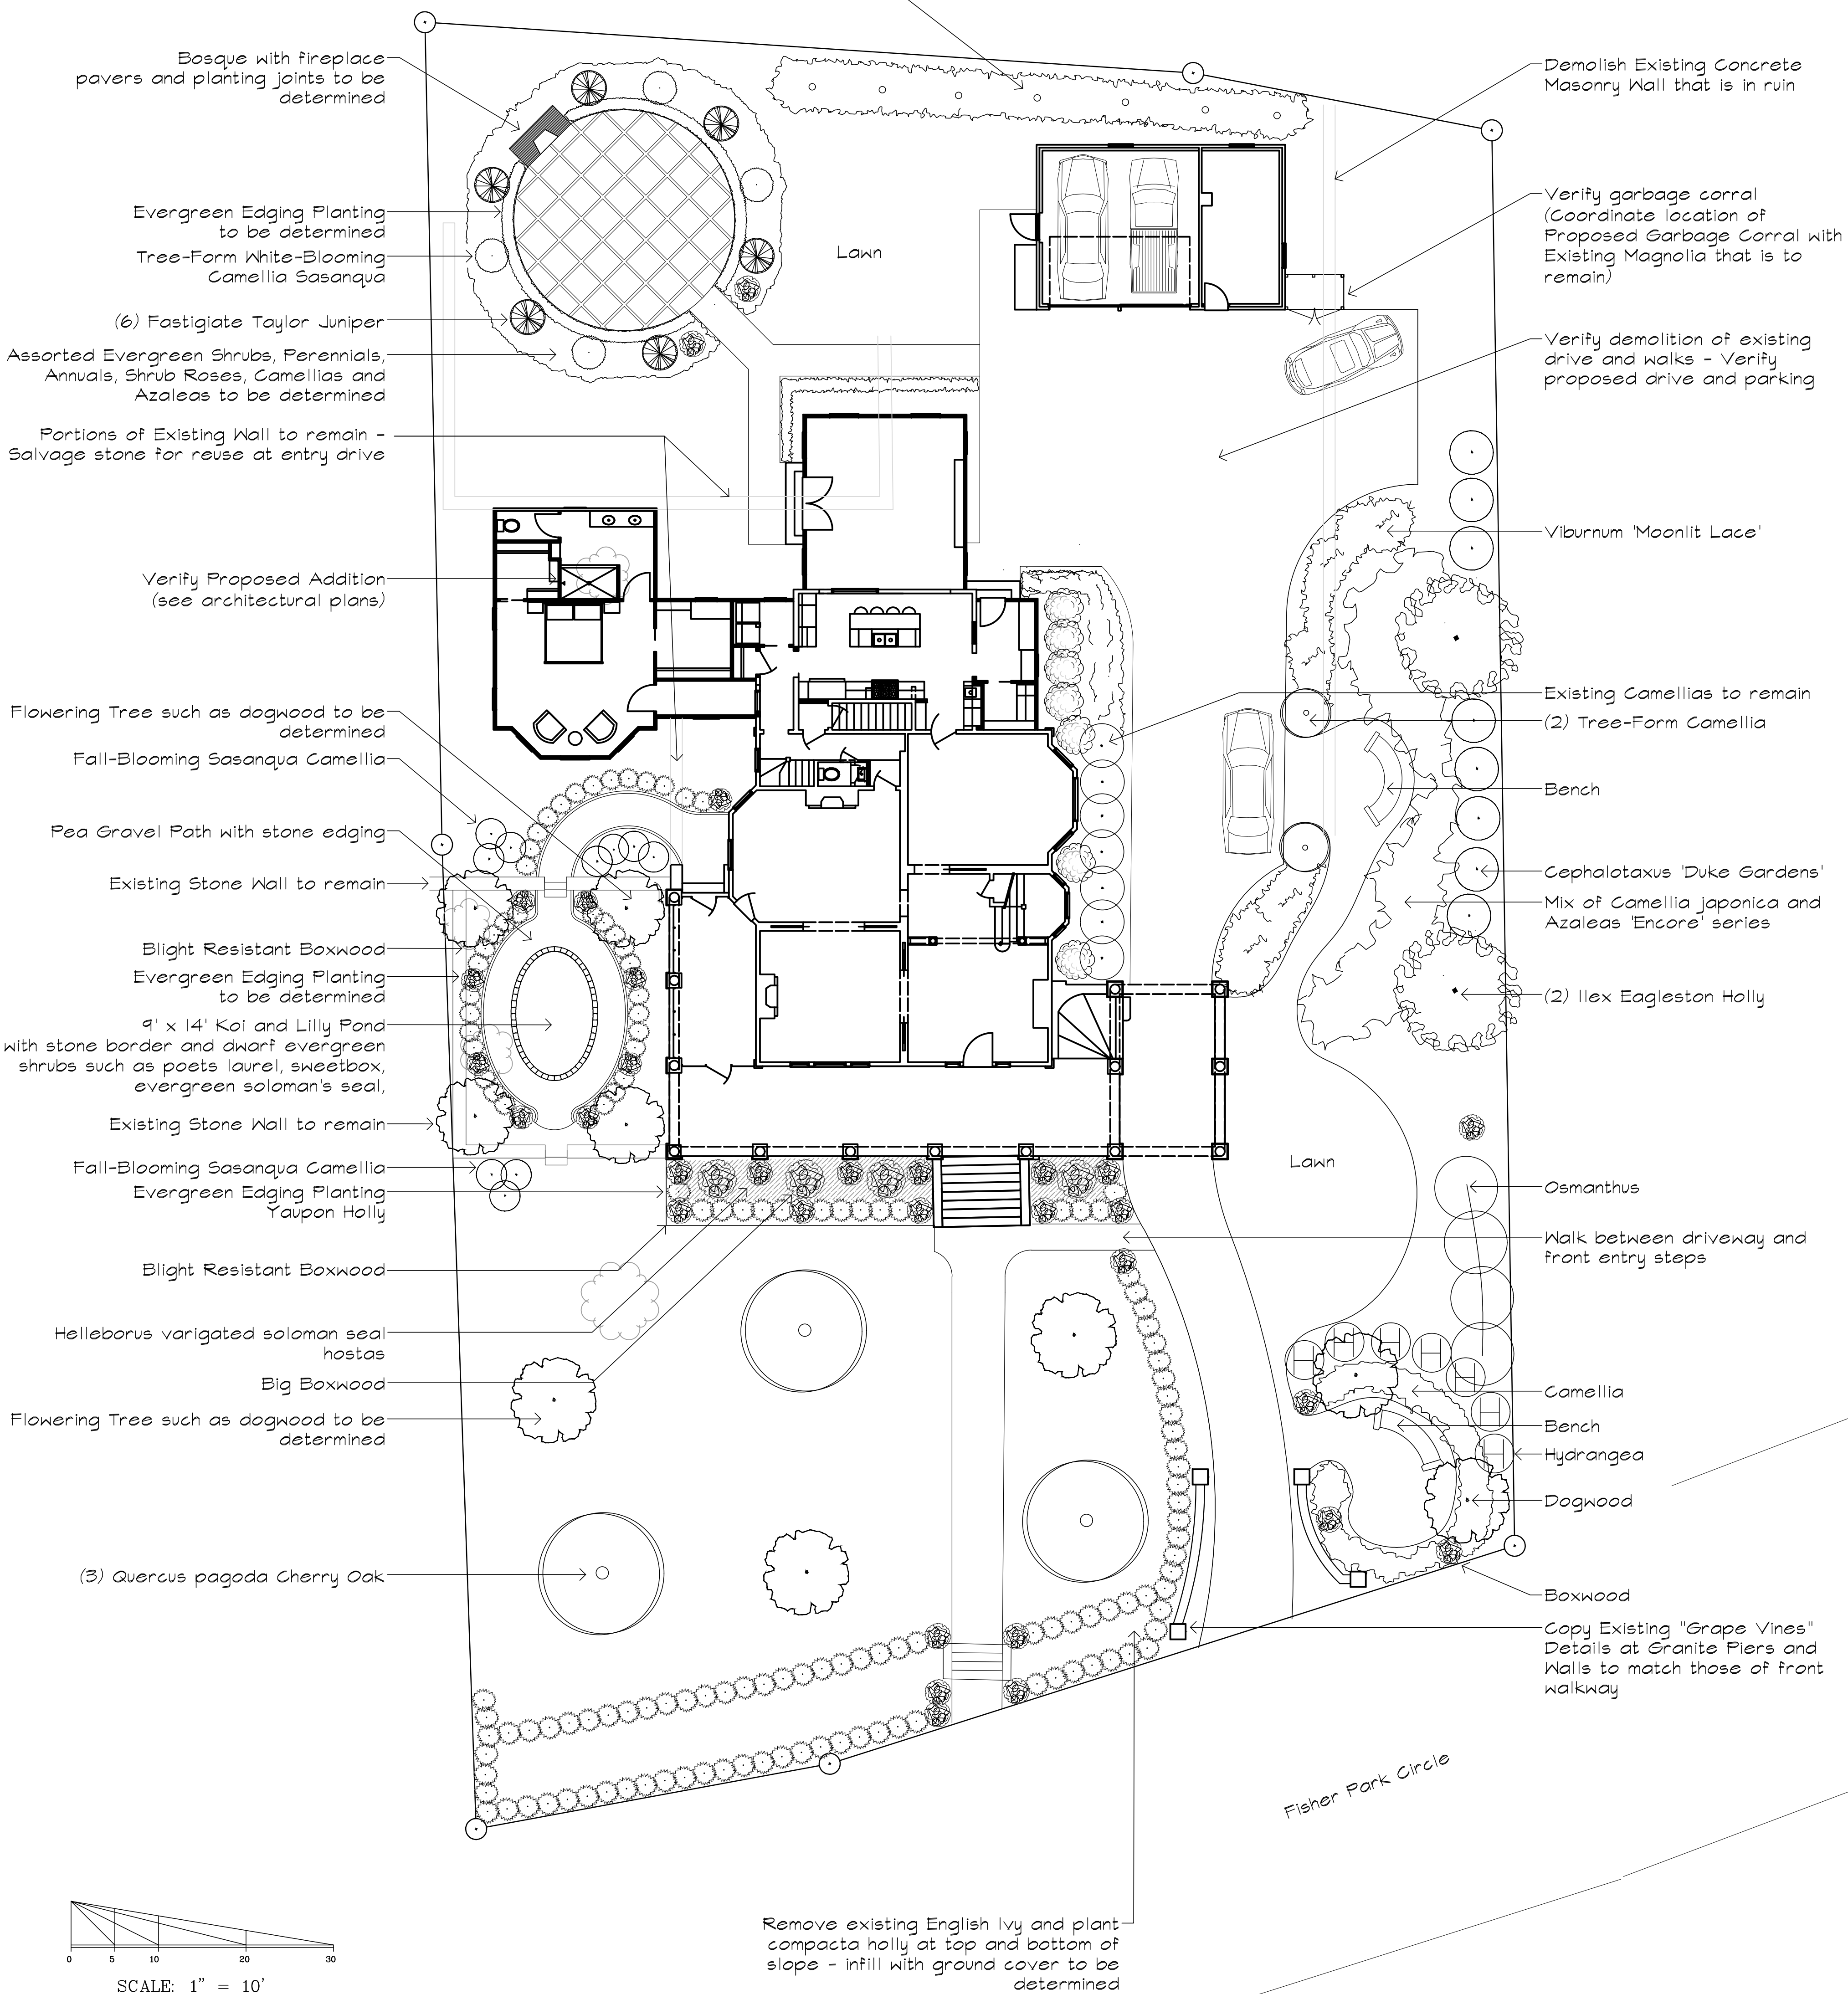 Bosque with fireplace
pavers and planting joints to be
determined
Evergreen Edging Planting
to be determined
Tree-Form White-Blooming
Camellia Sasanqua
(6) Fastigiate Taylor Juniper
Assorted Evergreen Shrubs, Perennials,
Annuals, Shrub Roses, Camellias and
Azaleas to be determined
Portions of Existing Wall to remain -
Salvage stone for reuse at entry drive
Verify Proposed Addition
(see architectural plans)
Flowering Tree such as dogwood to be
determined
Fall-Blooming Sasanqua Camellia
Pea Gravel Path with stone edging
Existing Stone Wall to remain
Blight Resistant Boxwood
Evergreen Edging Planting
to be determined
9' x 14' Koi and Lilly Pond
with stone border and dwarf evergreen
shrubs such as poets laurel, sweetbox,
evergreen soloman's seal,
Existing Stone Wall to remain
Fall-Blooming Sasanqua Camellia
Evergreen Edging Planting
Yaupon Holly
Blight Resistant Boxwood
Helleborus varigated soloman seal
hostas
Big Boxwood
Flowering Tree such as dogwood to be
determined
(3) Quercus pagoda Cherry Oak
Lawn
Lawn
Demolish Existing Concrete
Masonry Wall that is in ruin
Verify garbage corral
(Coordinate location of
Proposed Garbage Corral with
Existing Magnolia that is to
remain)
Verify demolition of existing
drive and walks - Verify
proposed drive and parking
Viburnum 'Moonlit Lace'
Existing Camellias to remain
(2) Tree-Form Camellia
Bench
Cephalotaxus 'Duke Gardens'
Mix of Camellia japonica and
Azaleas 'Encore' series
(2) Ilex Eagleston Holly
Osmanthus
Walk between driveway and
front entry steps
Camellia
Bench
Hydrangea
Dogwood
Boxwood
Copy Existing "Grape Vines"
Details at Granite Piers and
Walls to match those of front
walkway
H
H
H
H
H
H
H
Fisher Park Circle
Remove existing English Ivy and plant
compacta holly at top and bottom of
slope - infill with ground cover to be
determined
0 5 10 20 30
SCALE: 1" = 10'